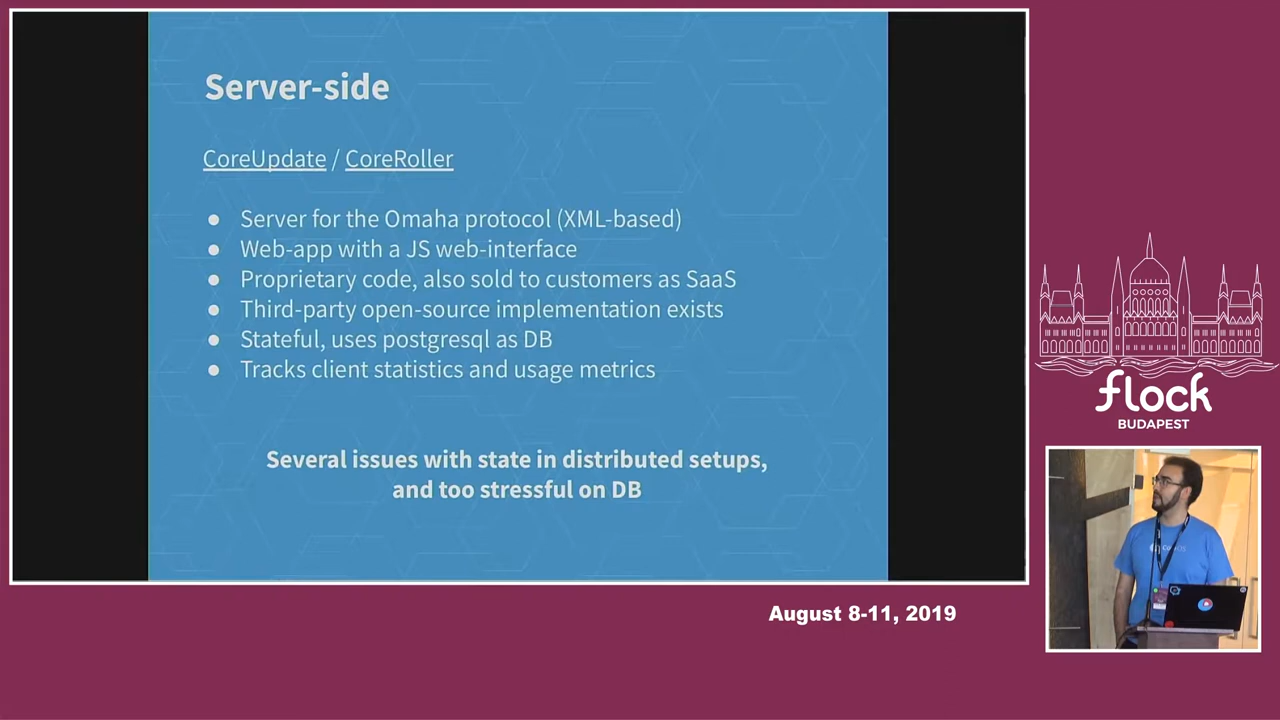 Server-side
CoreUpdate / CoreRoller
● Server for the Omaha protocol (XML-based)
● Web-app with a JS web-interface
● Proprietary code, also sold to customers as SaaS
● Third-party open-source implementation exists
● Stateful, uses postgresql as DB
● Tracks client statistics and usage metrics
Several issues with state in distributed setups,
and too stressful on DB
flock
BUDAPEST
August 8-11, 2019